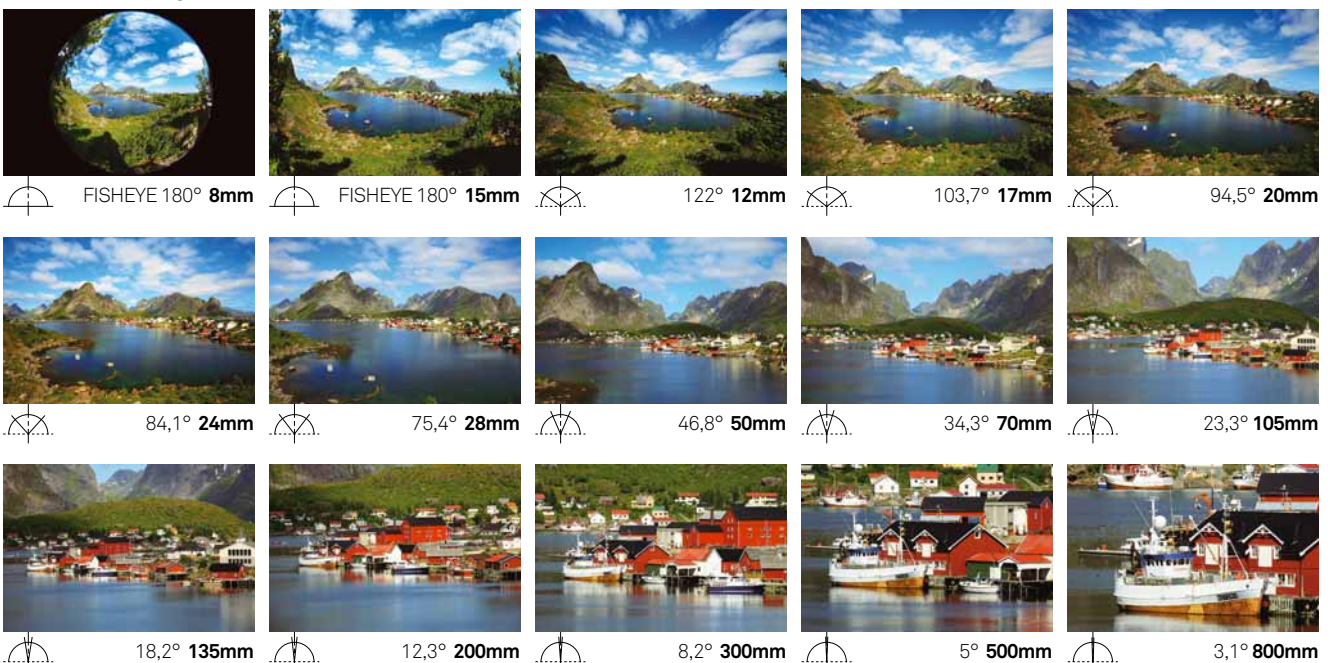 FISHEYE 180° 8mm
FISHEYE 180° 15mm
122° 12mm
103,7° 17mm
94,5° 20mm
84,1° 24mm
75,4° 28mm
46,8° 50mm
34,3° 70mm
23,3° 105mm
18,2° 135mm
12,3° 200mm
8,2° 300mm
5° 500mm
3,1° 800mm